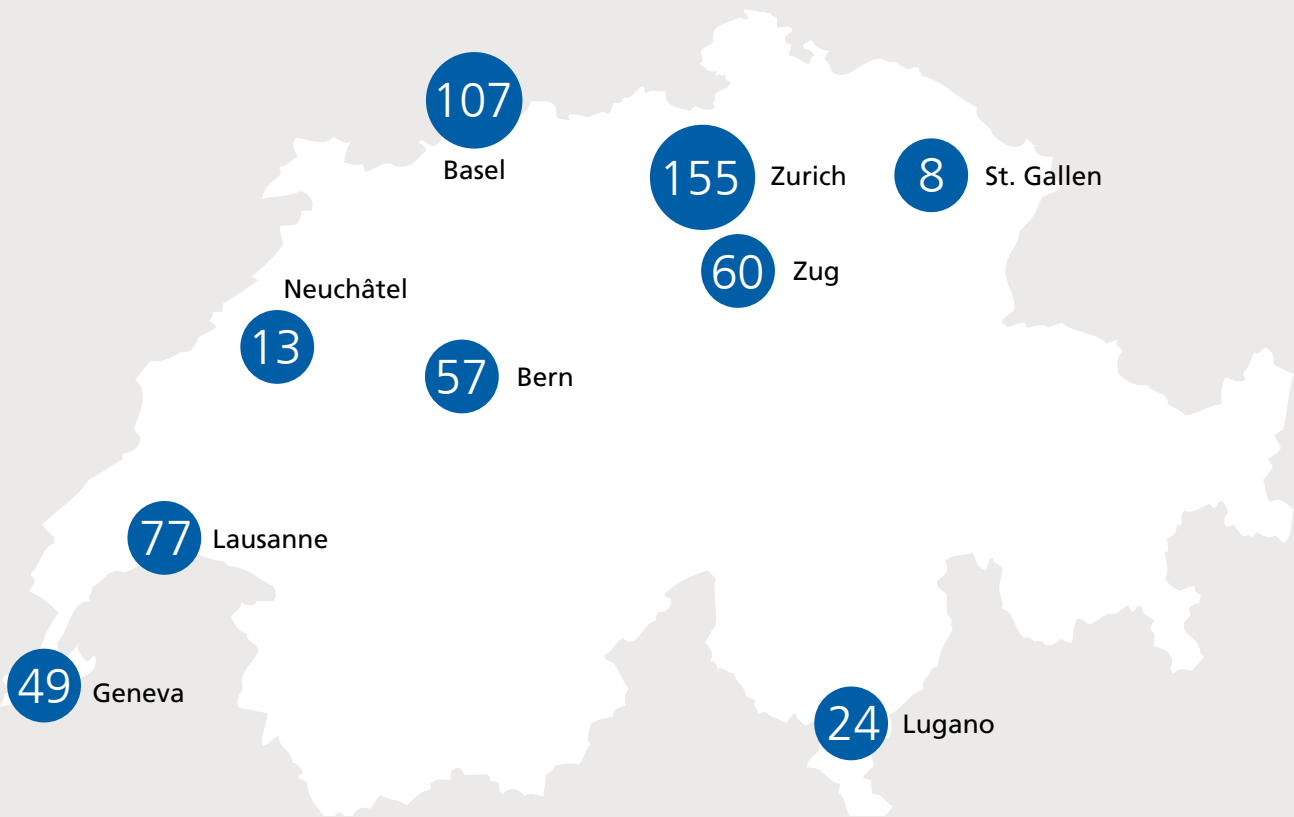 107
Basel
155
Zurich
8
St. Gallen
60
Zug
Neuchâtel
13
57
Bern
77
Lausanne
49
Geneva
24
Lugano